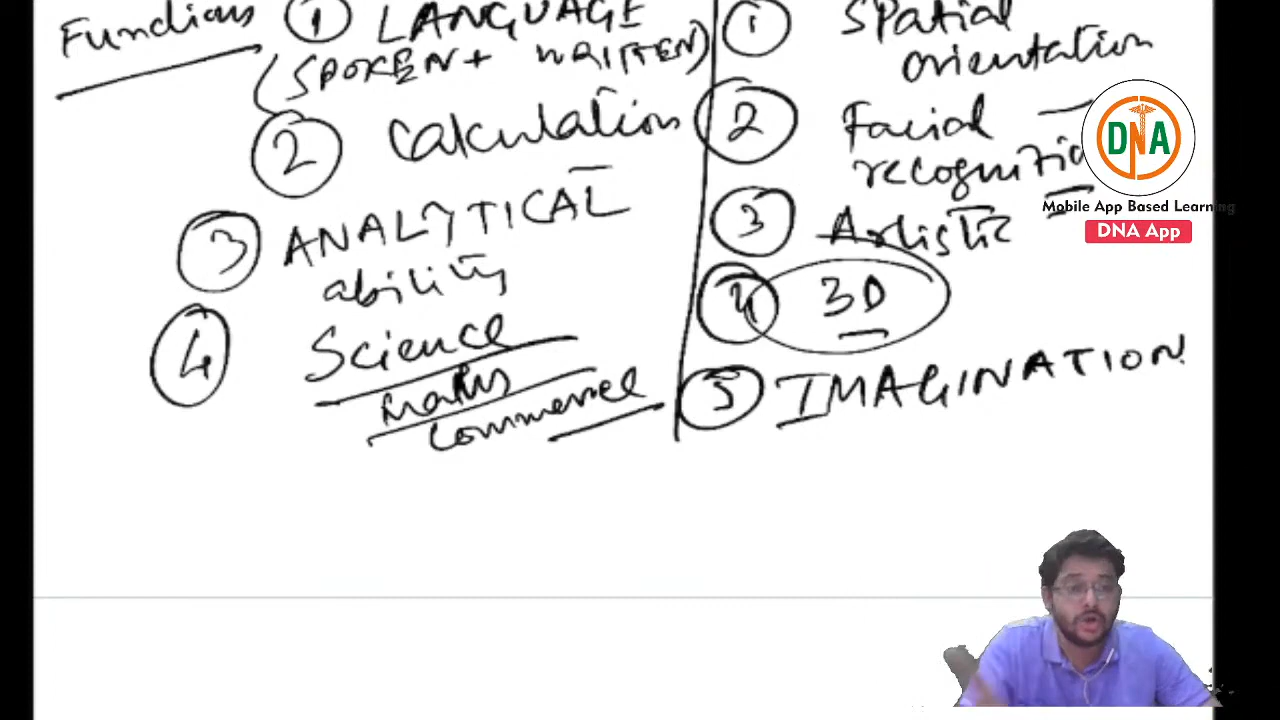 Functions
① LANGUAGE
(SPOKEN + WRITTEN)
② Calculation
③ ANALYTICAL
ability
④ Science
Maths
Commerce
① Spatial
orientation
② Facial
recognition
③ Artistic
④ 3D
⑤ IMAGINATION
DNA
Mobile App Based Learning
DNA App